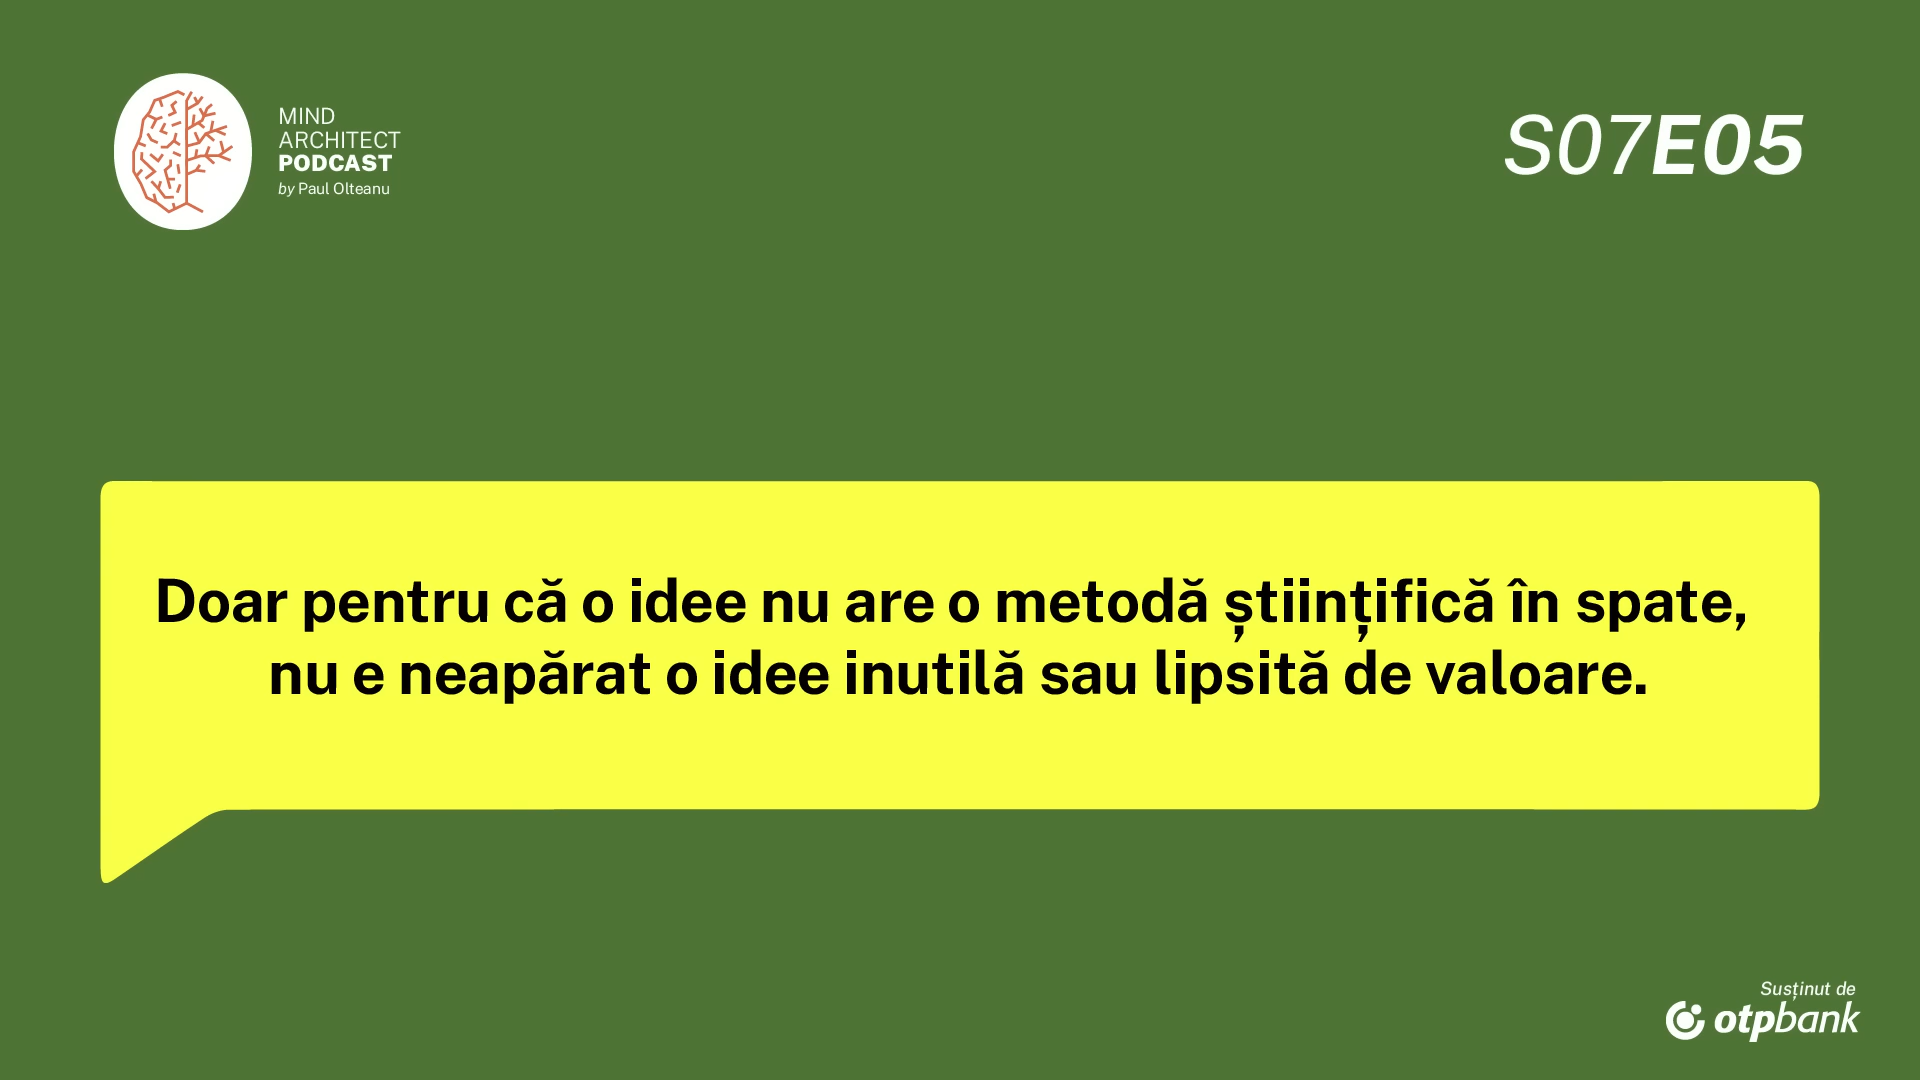 MIND
ARCHITECT
PODCAST
by Paul Olteanu
S07E05
Doar pentru că o idee nu are o metodă științifică în spate,
nu e neapărat o idee inutilă sau lipsită de valoare.
Susținut de
otpbank